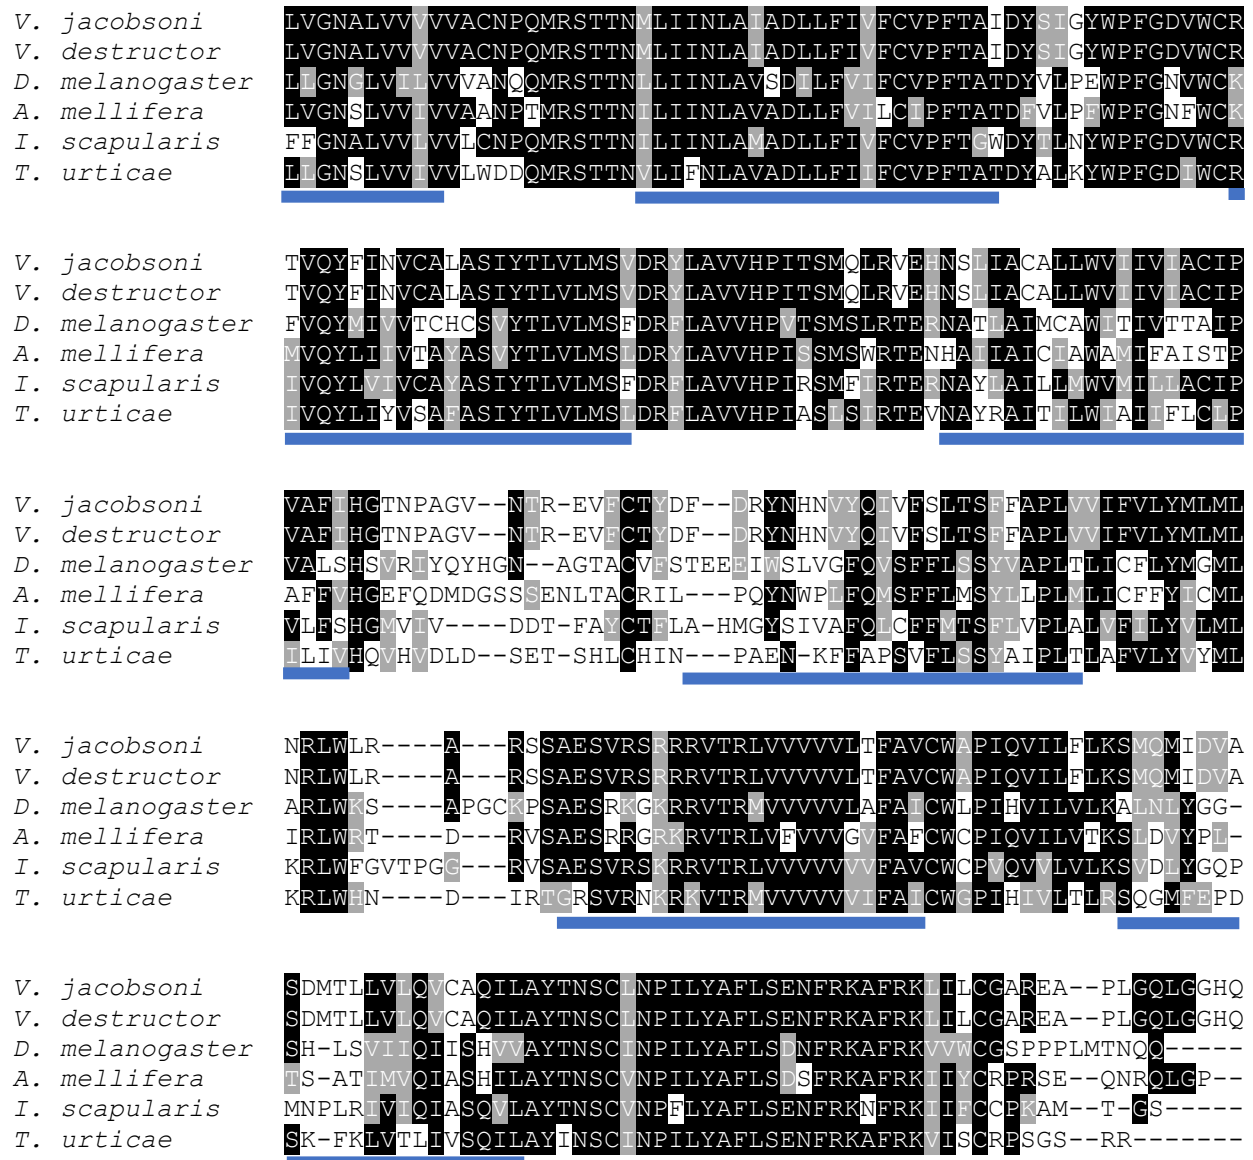 V. jacobsoni LVGNALVVVVVACNPQMRSTTNMLIINLAIADLLFIVFCVPFTAIDYSIGYWPFGDVWCR
V. destructor LVGNALVVVVVACNPQMRSTTNMLIINLAIADLLFIVFCVPFTAIDYSIGYWPFGDVWCR
D. melanogaster LLGNGLVILVVVANQQMRSTTNLLIINLAVSDILFVIFCVPFTATDYVLPEWPFGNVWCK
A. mellifera LVGNSLVVIVVAANPTMRSTTNILIINLAVADLLFVILCIPFTATDFVLPFWPFGNFWCK
I. scapularis FFGNALVVLVVLCNPQMRSTTNILIINLAMADLLFIVFCVPFTGWDYTLNYWPFGDVWCR
T. urticae LLGNSLVVIVVLWDDQMRSTTNVLIFNLAVADLLFIIFCVPFTATDYALKYWPFGDIWCR
V. jacobsoni TVQYFINVCALASIYTLVLMSVDRYLAVVHPITSMQLRVEHNSLIACALLWVIIVIACIP
V. destructor TVQYFINVCALASIYTLVLMSVDRYLAVVHPITSMQLRVEHNSLIACALLWVIIVIACIP
D. melanogaster FVQYMIVVTCHCSVYTLVLMSFDRFLAVVHPVTSMSLRTERNATLAIMCAWITIVTTAIP
A. mellifera MVQYLIIVTAYASVYTLVLMSLDRYLAVVHPISSMSWRTENHAIIAICIAWAMIFAISTP
I. scapularis IVQYLVIVCAYASIYTLVLMSFDRFLAVVHPIRSMFIRTERNAYLAILLMWVMILLACIP
T. urticae IVQYLIYVSAFASIYTLVLMSLDRFLAVVHPIASLSIRTEVNAYRAITILWIAIIFLCLP
V. jacobsoni VAFIHGTNPAGV--NTR-EVFCTYDF--DRYNHNVYQIVFSLTSFFAPLVVIFVLYMLML
V. destructor VAFIHGTNPAGV--NTR-EVFCTYDF--DRYNHNVYQIVFSLTSFFAPLVVIFVLYMLML
D. melanogaster VALSHSVRIYQYHGN--AGTACVFSTEEEIWSLVGFQVSFFLSSYVAPLTLICFLYMGML
A. mellifera AFFVHGEFQDMDGSSSENLTACRIL---PQYNWPLFQMSFFLMSYLLPLMLICFFYICML
I. scapularis VLFSHGMVIV----DDT-FAYCTFLA-HMGYSIVAFQLCFFMTSFLVPLALVFILYVLML
T. urticae ILIVHQVHVDLD--SET-SHLCHIN---PAEN-KFFAPSVFLSSYAIPLTLAFVLYVYML
V. jacobsoni NRLWLR----A---RSSAESVRSRRRVTRLVVVVVLTFAVCWAPIQVILFLKSMQMIDVA
V. destructor NRLWLR----A---RSSAESVRSRRRVTRLVVVVVLTFAVCWAPIQVILFLKSMQMIDVA
D. melanogaster ARLWKS----APGCKPSAESRKGKRRVTRMVVVVVLAFAICWLPIHVILVLKALNLYGG-
A. mellifera IRLWRT----D---RVSAESRRGRKRVTRLVFVVVGVFAFCWCPIQVILVTKSLDVYPL-
I. scapularis KRLWFGVTPGG---RVSAESVRSKRRVTRLVVVVVVVFAVCWCPVQVVLVLKSVDLYGQP
T. urticae KRLWHN----D---IRTGRSVRNKRKVTRMVVVVVVIFAICWGPIHIVLTLRSQGMFEPD
V. jacobsoni SDMTLLVLQVCAQILAYTNSCLNPILYAFLSENFRKAFRKLILCGAREA--PLGQLGGHQ
V. destructor SDMTLLVLQVCAQILAYTNSCLNPILYAFLSENFRKAFRKLILCGAREA--PLGQLGGHQ
D. melanogaster SH-LSVIIQIISHVVAYTNSCINPILYAFLSDNFRKAFRKVVWCGSPPPLMTNQQ-----
A. mellifera TS-ATIMVQIASHILAYTNSCVNPILYAFLSDSFRKAFRKIIYCRPRSE--QNRQLGP--
I. scapularis MNPLRIVIQIASQVLAYTNSCVNPFLYAFLSENFRKNFRKIIFCCPKAM--T-GS-----
T. urticae SK-FKLVTLIVSQILAYINSCINPILYAFLSENFRKAFRKVISCRPSGS--RR-------